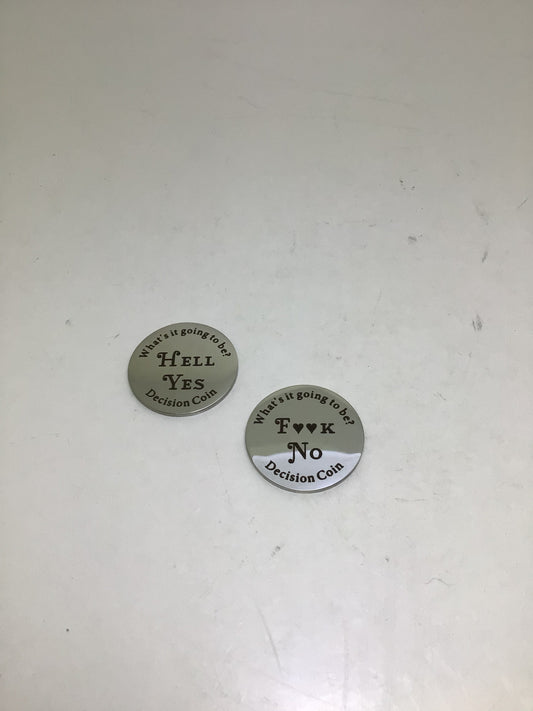 What's it going to be?
HELL
YES
Decision Coin
What's it going to be?
F♥♥K
NO
Decision Coin